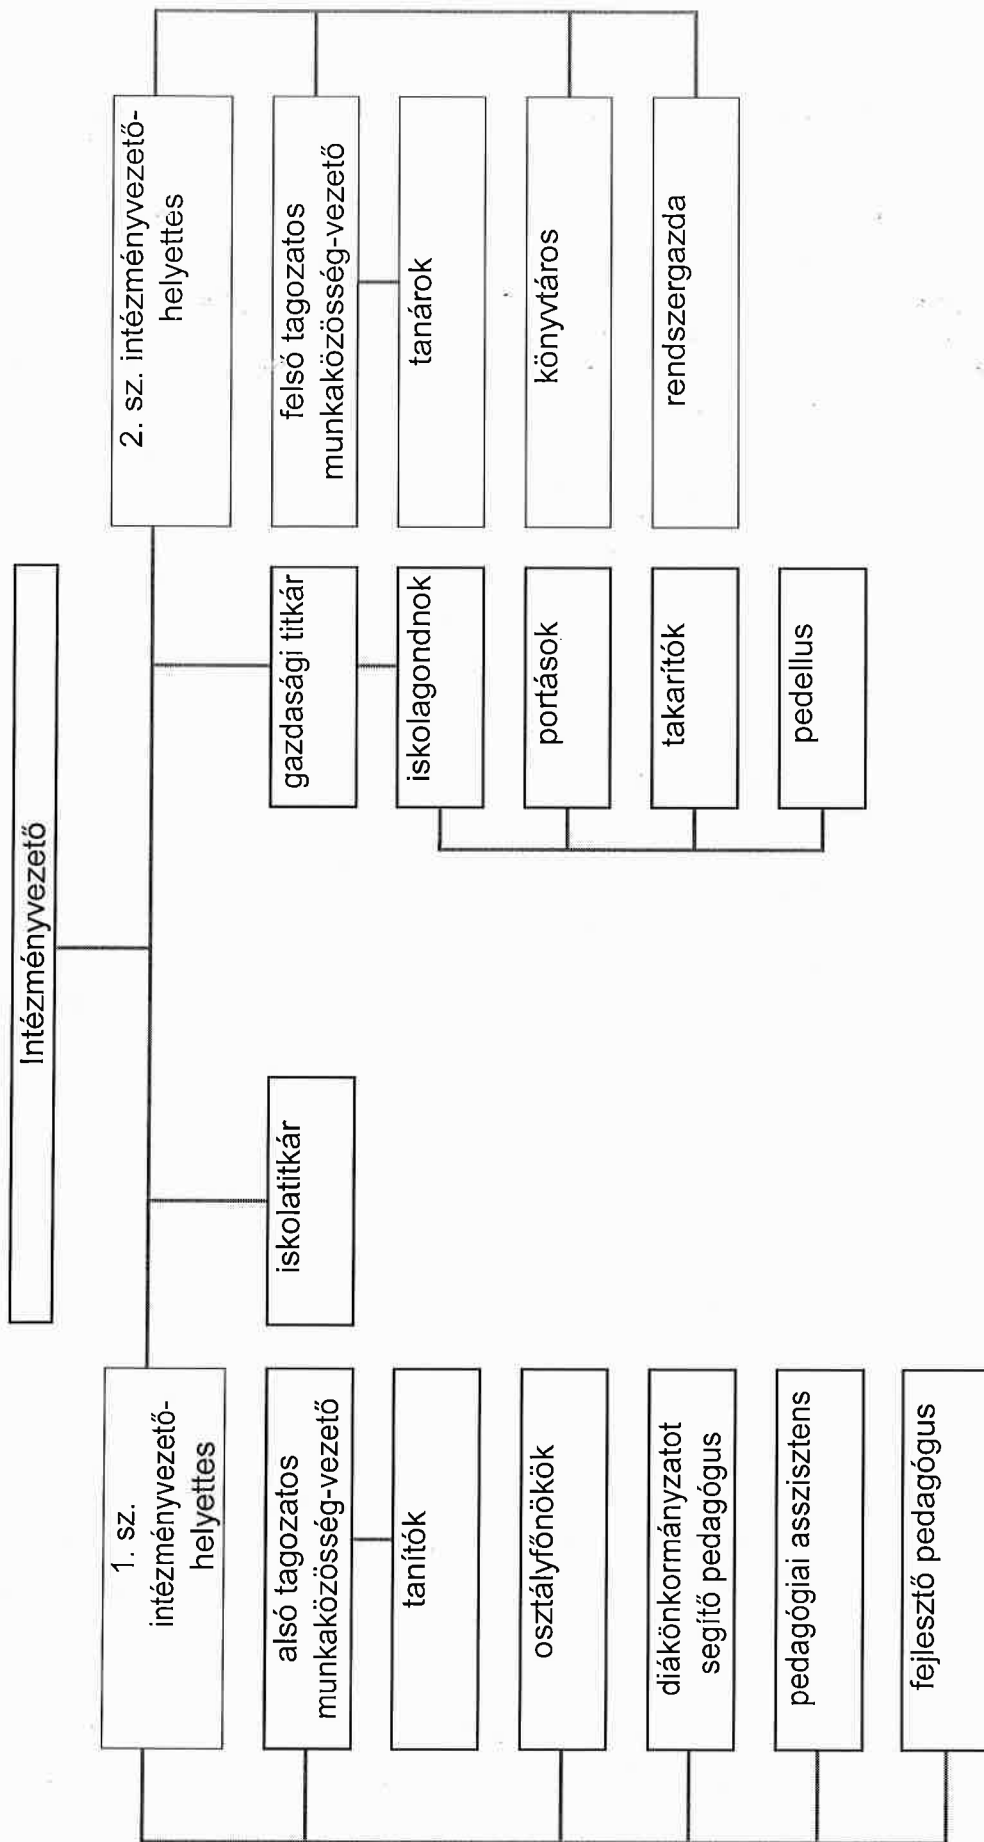 Intézményvezető
1. sz.
intézményvezető-
helyettes
alsó tagozatos
munkaközösség-vezető
tanítók
osztályfőnökök
diákönkormányzatot
segítő pedagógus
pedagógiai asszisztens
fejlesztő pedagógus
iskolatitkár
gazdasági titkár
iskolagondnok
portások
takarítók
pedellus
2. sz. intézményvezető-
helyettes
felső tagozatos
munkaközösség-vezető
tanárok
könyvtáros
rendszergazda